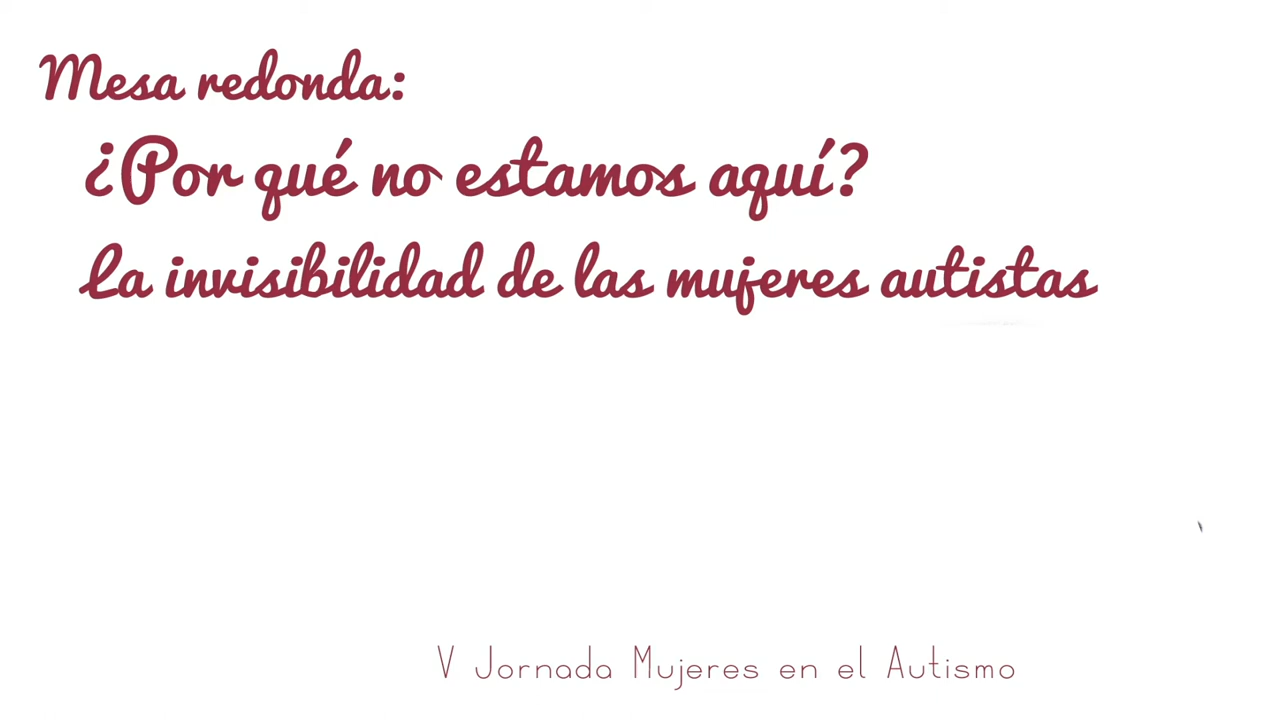 Mesa redonda:
¿Por qué no estamos aquí?
La invisibilidad de las mujeres autistas
V Jornada Mujeres en el Autismo